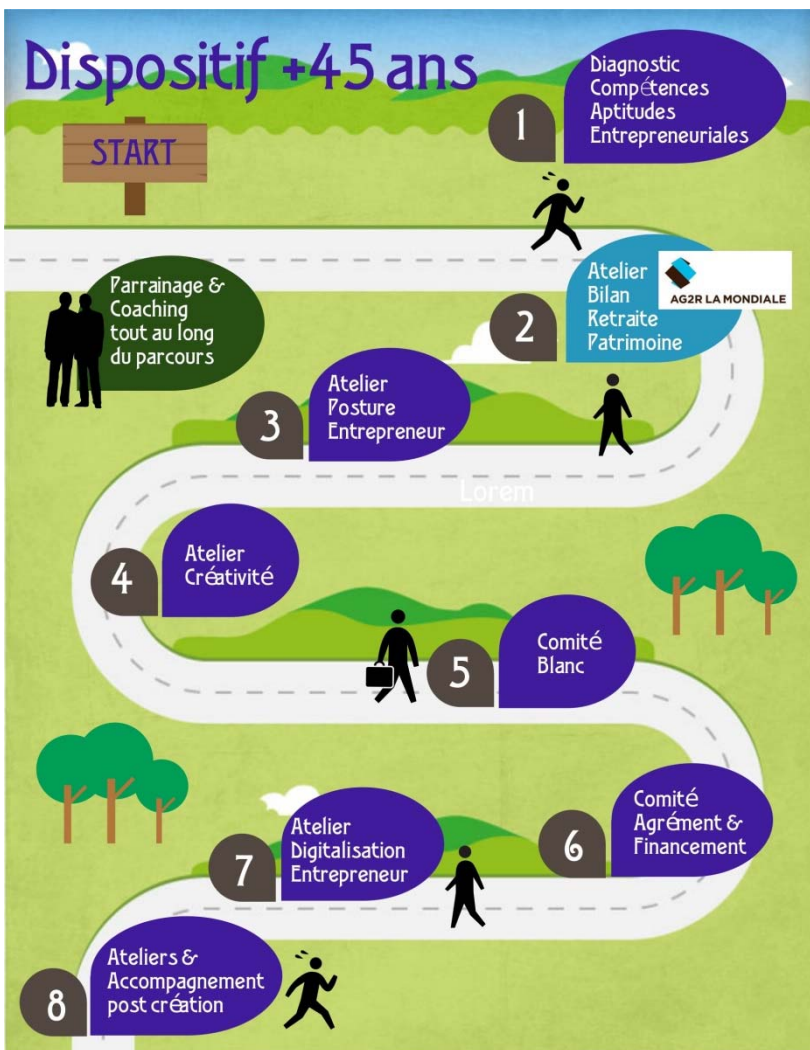 Dispositif +45 ans
START
1
Diagnostic
Compétences
Aptitudes
Entrepreneuriales
Parrainage &
Coaching
tout au long
du parcours
2
Atelier
Bilan
Retraite
Patrimoine
AG2R LA MONDIALE
3
Atelier
Posture
Entrepreneur
Lorem
4
Atelier
Créativité
5
Comité
Blanc
6
Comité
Agrément &
Financement
7
Atelier
Digitalisation
Entrepreneur
8
Ateliers &
Accompagnement
post création